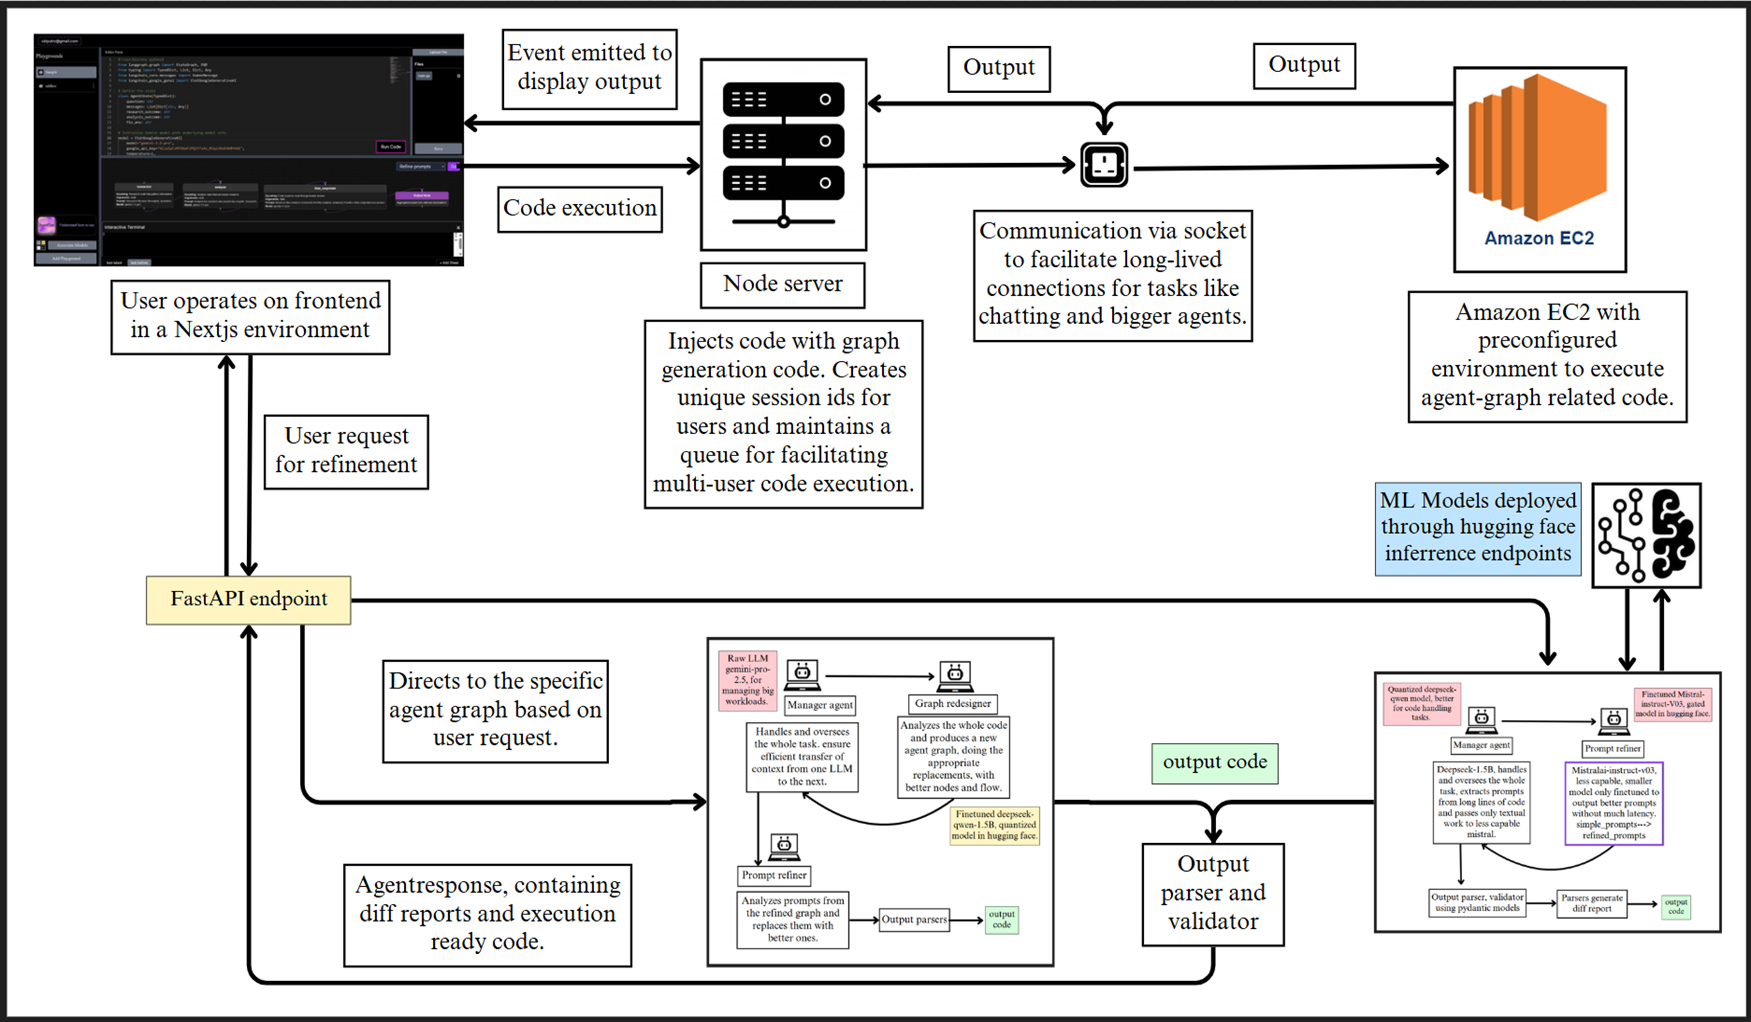 Playgrounds
Editor Panel
Files
Run Code
Refine prompts
Interactive Terminal
Add Playground
Event emitted to
display output
Code execution
Output
Output
Amazon EC2
Node server
Injects code with graph
generation code. Creates
unique session ids for
users and maintains a
queue for facilitating
multi-user code execution.
Communication via socket
to facilitate long-lived
connections for tasks like
chatting and bigger agents.
Amazon EC2 with
preconfigured
environment to execute
agent-graph related code.
User operates on frontend
in a Nextjs environment
User request
for refinement
ML Models deployed
through hugging face
inferrence endpoints
FastAPI endpoint
Directs to the specific
agent graph based on
user request.
Agentresponse, containing
diff reports and execution
ready code.
Raw LLM
gemini-pro-
2.5, for
managing big
workloads.
Manager agent
Graph redesigner
Handles and oversees
the whole task. ensure
efficient transfer of
context from one LLM
to the next.
Analyzes the whole code
and produces a new
agent graph, doing the
appropriate
replacements, with
better nodes and flow.
Finetuned deepseek-
qwen-1.5B, quantized
model in hugging face.
Prompt refiner
Analyzes prompts from
the refined graph and
replaces them with
better ones.
Output parsers
output
code
output code
Output
parser and
validator
Quantized deepseek-
qwen model, better
for code handling
tasks.
Finetuned Mistral-
instruct-V03, gated
model in hugging face.
Manager agent
Prompt refiner
Deepseek-1.5B, handles
and oversees the whole
task, extracts prompts
from long lines of code
and passes only textual
work to less capable
mistral.
Mistralai-instruct-v03,
less capable, smaller
model only finetuned to
output better prompts
without much latency.
simple_prompts--->
refined_prompts
Output parser, validator
using pydantic models
Parsers generate
diff report
output
code